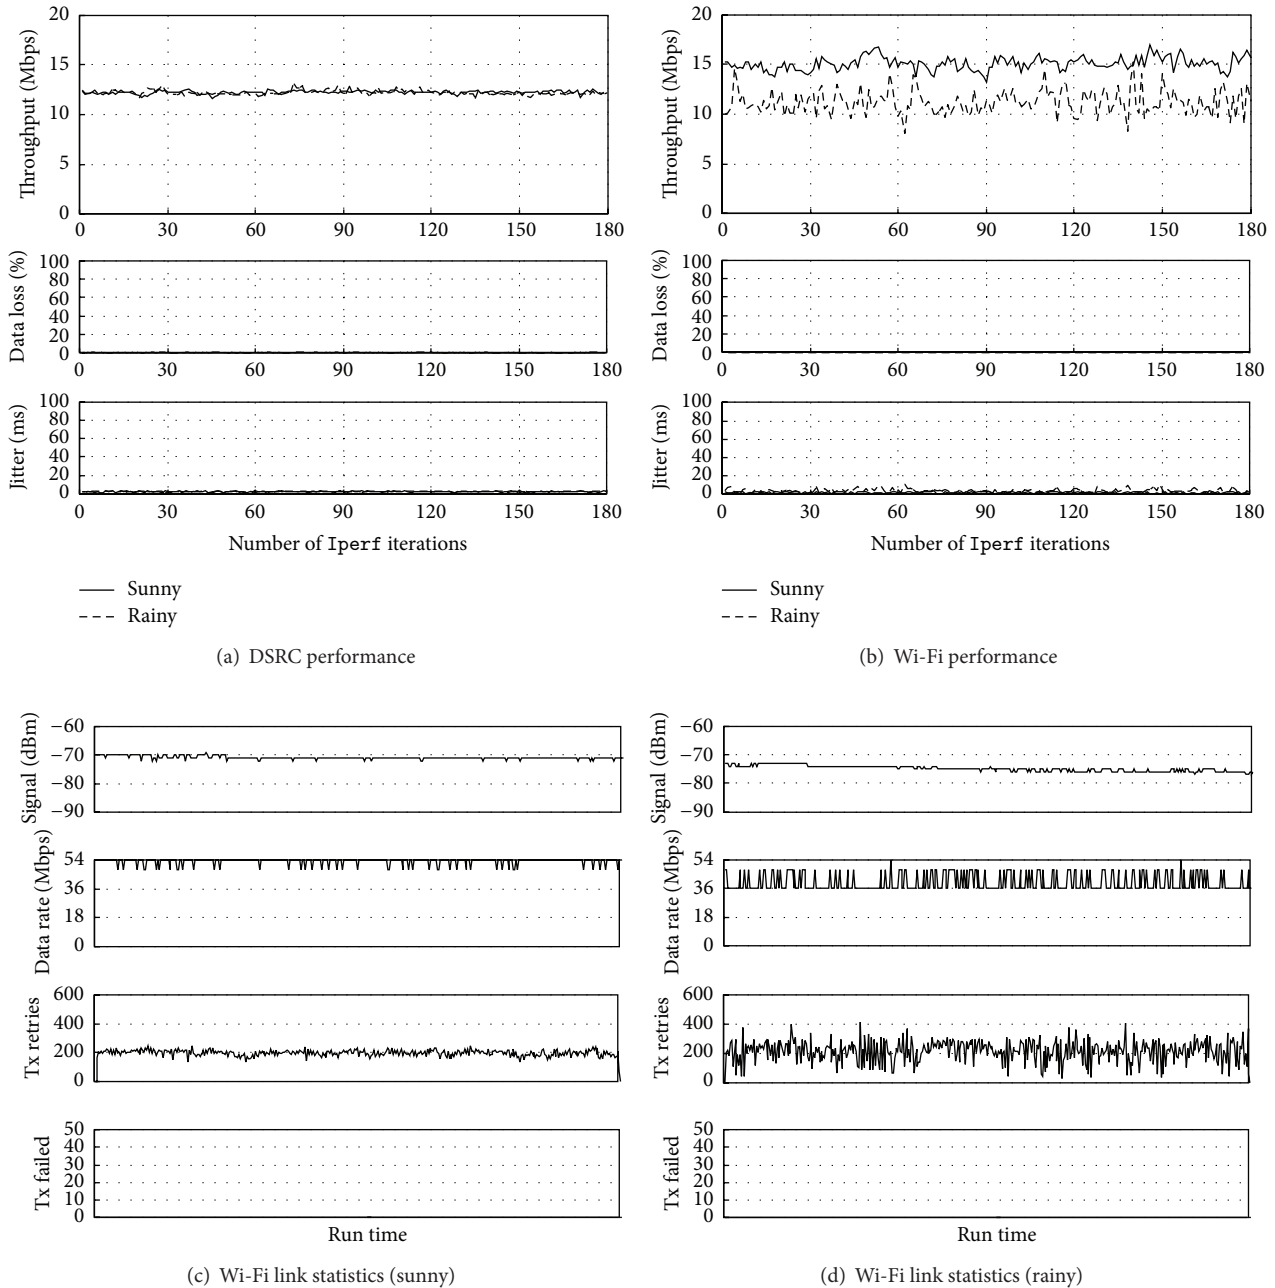 Throughput (Mbps)
20
15
10
5
0
0 30 60 90 120 150 180
Data loss (%)
100
80
60
40
20
0
0 30 60 90 120 150 180
Jitter (ms)
100
80
60
40
20
0
0 30 60 90 120 150 180
Number of Iperf iterations
Sunny
Rainy
(a) DSRC performance
Throughput (Mbps)
20
15
10
5
0
0 30 60 90 120 150 180
Data loss (%)
100
80
60
40
20
0
0 30 60 90 120 150 180
Jitter (ms)
100
80
60
40
20
0
0 30 60 90 120 150 180
Number of Iperf iterations
Sunny
Rainy
(b) Wi-Fi performance
Signal (dBm)
−60
−70
−80
−90
Data rate (Mbps)
54
36
18
0
Tx retries
600
400
200
0
Tx failed
50
40
30
20
10
0
Run time
(c) Wi-Fi link statistics (sunny)
Signal (dBm)
−60
−70
−80
−90
Data rate (Mbps)
54
36
18
0
Tx retries
600
400
200
0
Tx failed
50
40
30
20
10
0
Run time
(d) Wi-Fi link statistics (rainy)